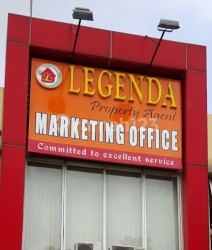 LEGENDA
Property Agent
MARKETING OFFICE
Committed to excellent service